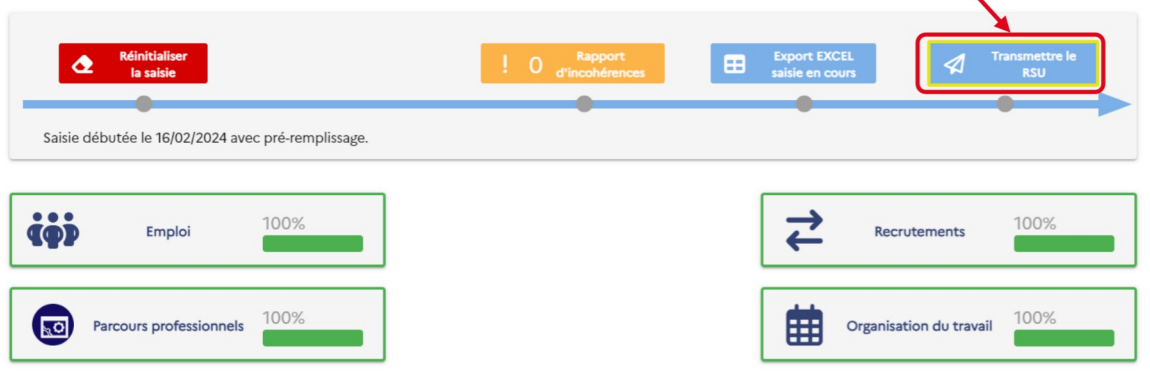 Réinitialiser
la saisie
! 0 Rapport
d'incohérences
Export EXCEL
saisie en cours
Transmettre le
RSU
Saisie débutée le 16/02/2024 avec pré-remplissage.
Emploi 100%
Recrutements 100%
Parcours professionnels 100%
Organisation du travail 100%